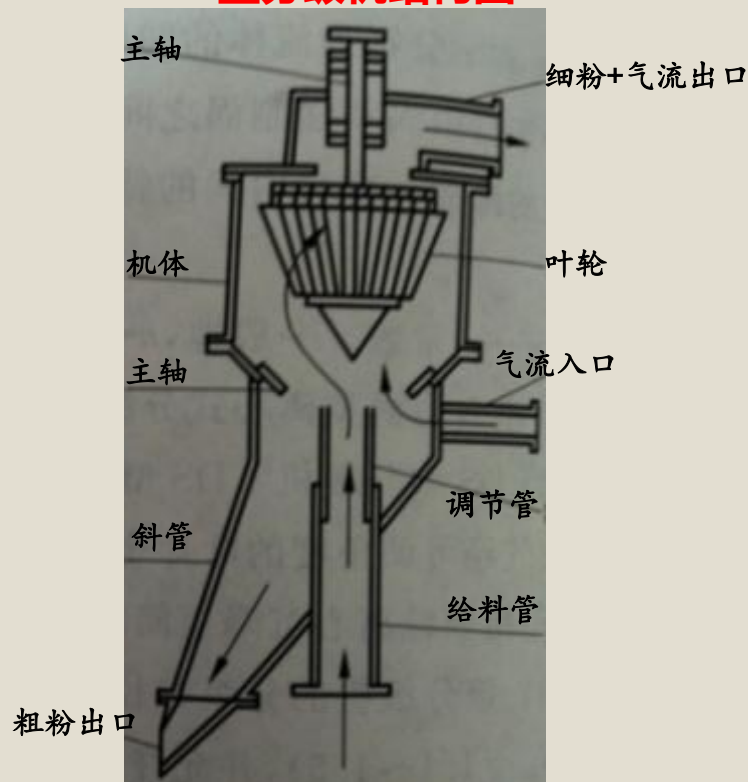 主轴
细粉+气流出口
机体
叶轮
气流入口
主轴
调节管
斜管
给料管
粗粉出口